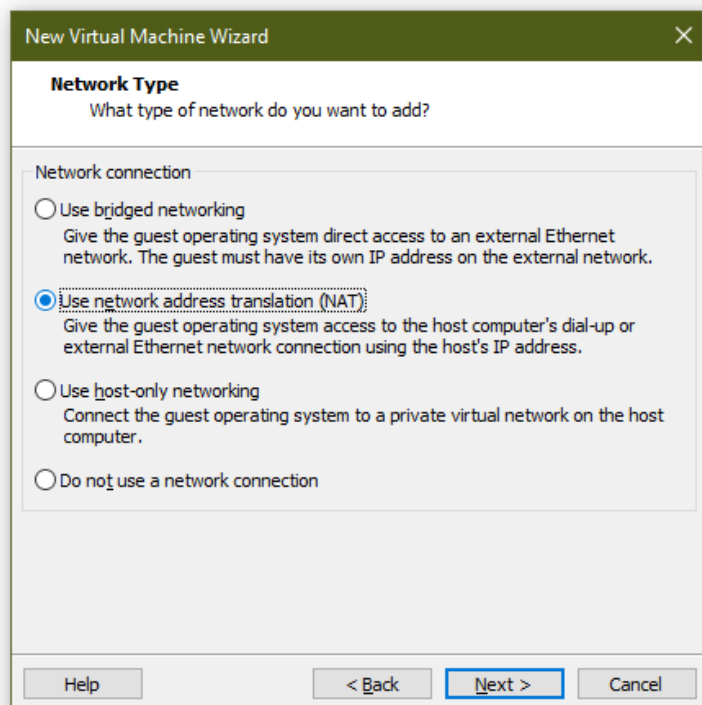 New Virtual Machine Wizard
Network Type
What type of network do you want to add?
Network connection
Use bridged networking
Give the guest operating system direct access to an external Ethernet
network. The guest must have its own IP address on the external network.
Use network address translation (NAT)
Give the guest operating system access to the host computer's dial-up or
external Ethernet network connection using the host's IP address.
Use host-only networking
Connect the guest operating system to a private virtual network on the host
computer.
Do not use a network connection
Help
< Back
Next >
Cancel